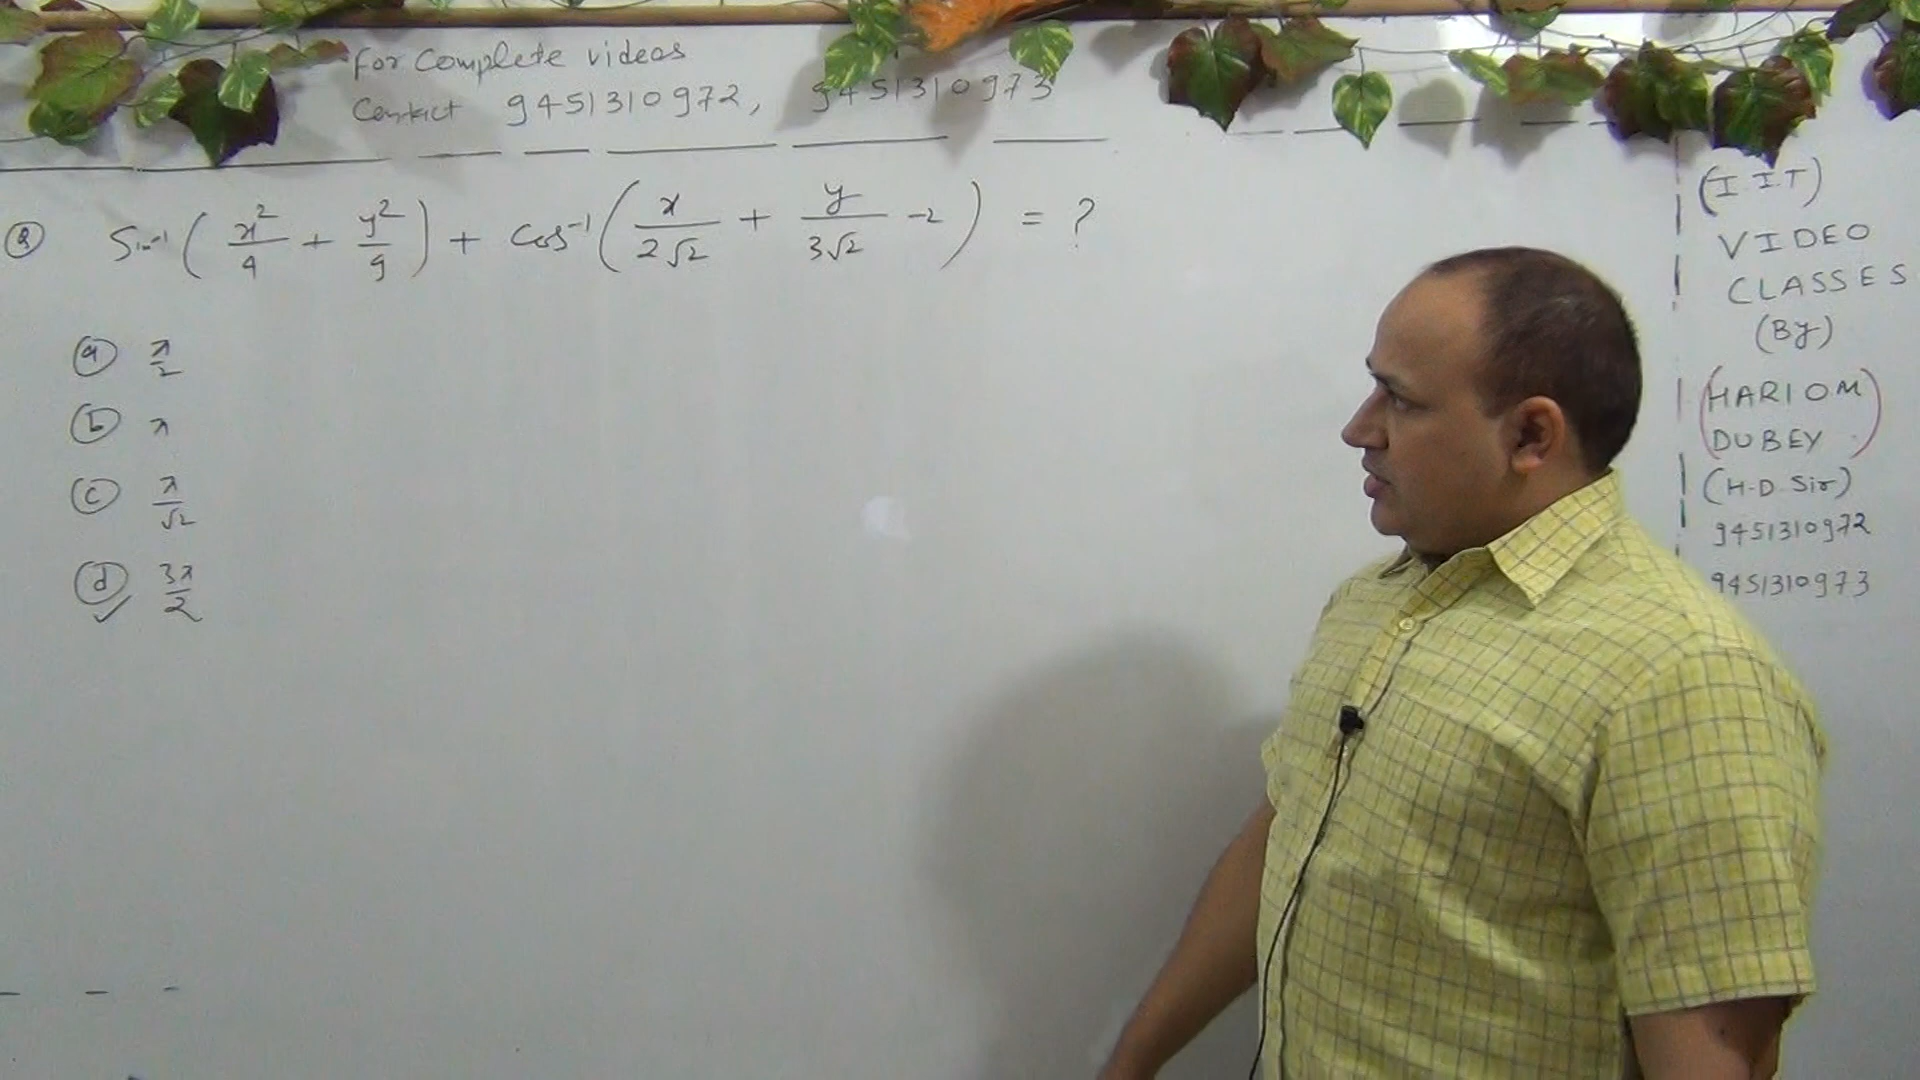 For Complete videos
Contact 9451310972, 9451310973
Q Sin⁻¹ ( x²/4 + y²/9 ) + Cos⁻¹ ( x/2√2 + y/3√2 -2 ) = ?
a π/2
b π
c π/√2
d 3π/2
(I.I.T)
VIDEO
CLASSES
(By)
(HARIOM
DUBEY)
(H.D. Sir)
9451310972
9451310973